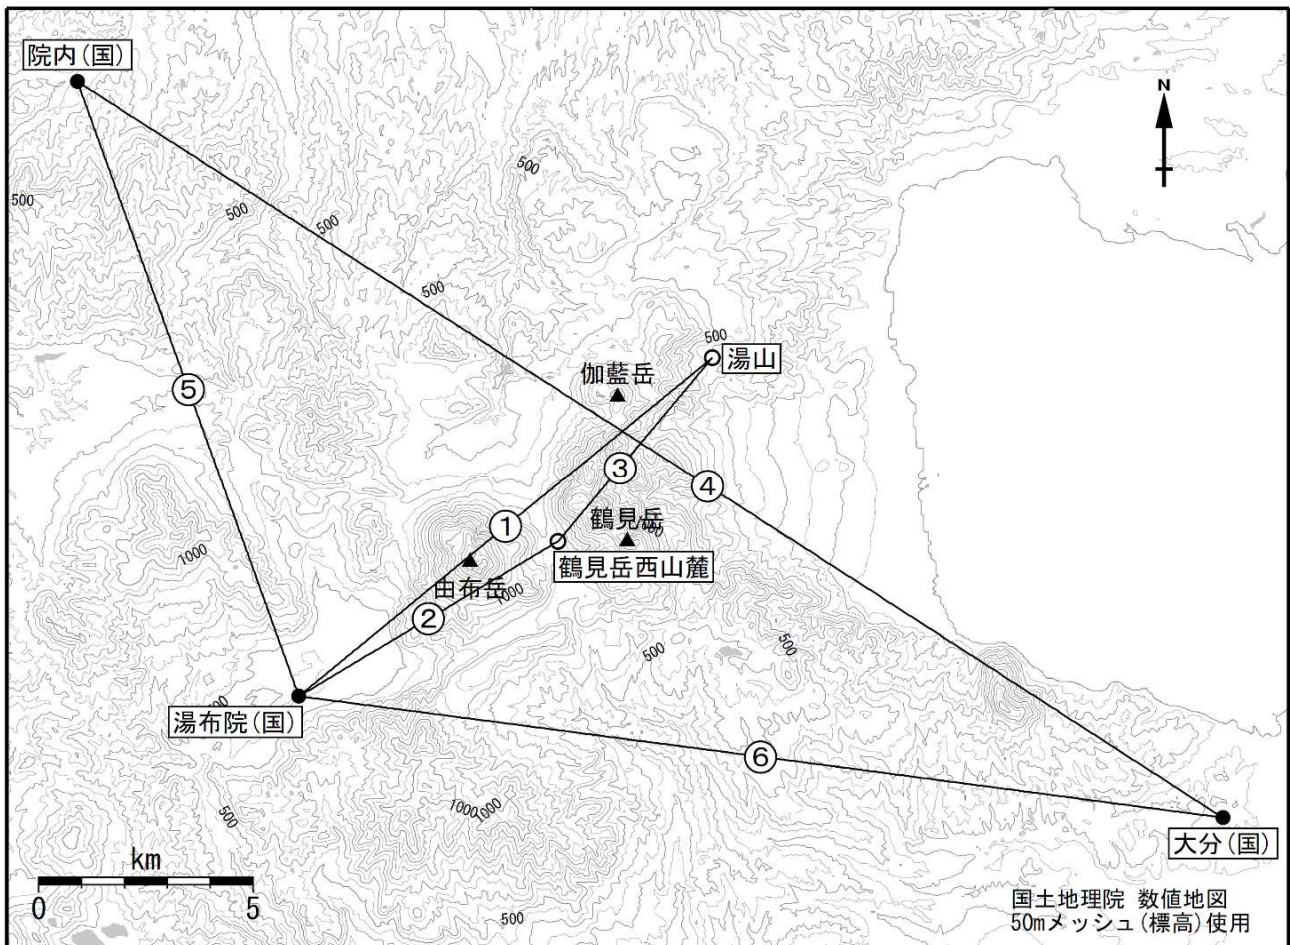 院内(国)
N
500
500
500
500
500
500
湯山
伽藍岳
⑤
③
④
①
鶴見岳
鶴見岳西山麓
1000
由布岳
1000
②
500
500
湯布院(国)
⑥
1000
1000
500
大分(国)
km
0
5
500
国土地理院 数値地図
50mメッシュ(標高)使用